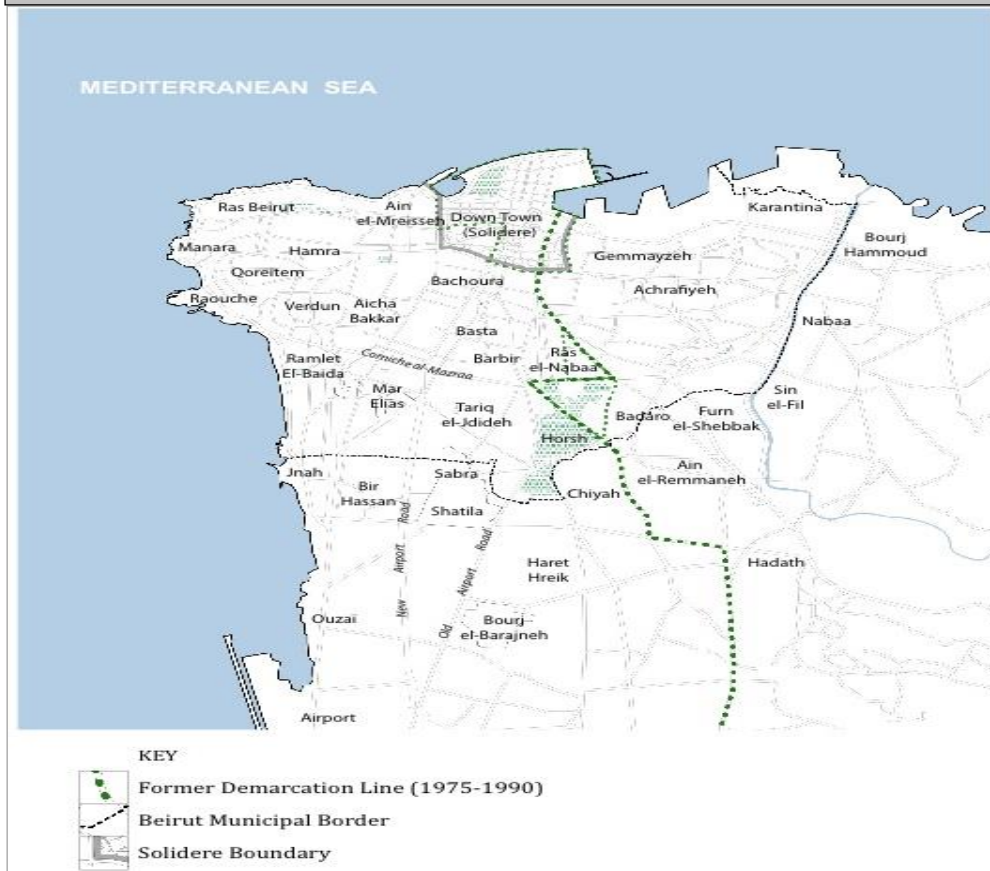 MEDITERRANEAN SEA
Karantina
Ras Beirut
Ain
el-Mreisseh
Down Town
(Solidere)
Bourj
Hammoud
Manara
Hamra
Gemmayzeh
Qoreitem
Bachoura
Achrafiyeh
Raouche
Verdun
Aicha
Bakkar
Nabaa
Basta
Ramlet
El-Baida
Corniche al-Mazraa
Barbir
Ras
el-Nabaa
Mar
Elias
Tariq
el-Jdideh
Badaro
Furn
el-Shebbak
Sin
el-Fil
Horsh
Jnah
Bir
Hassan
Sabra
Chiyah
Ain
el-Remmaneh
Shatila
New Airport Road
Old Airport Road
Haret
Hreik
Hadath
Ouzaï
Bourj
el-Barajneh
Airport
KEY
Former Demarcation Line (1975-1990)
Beirut Municipal Border
Solidere Boundary